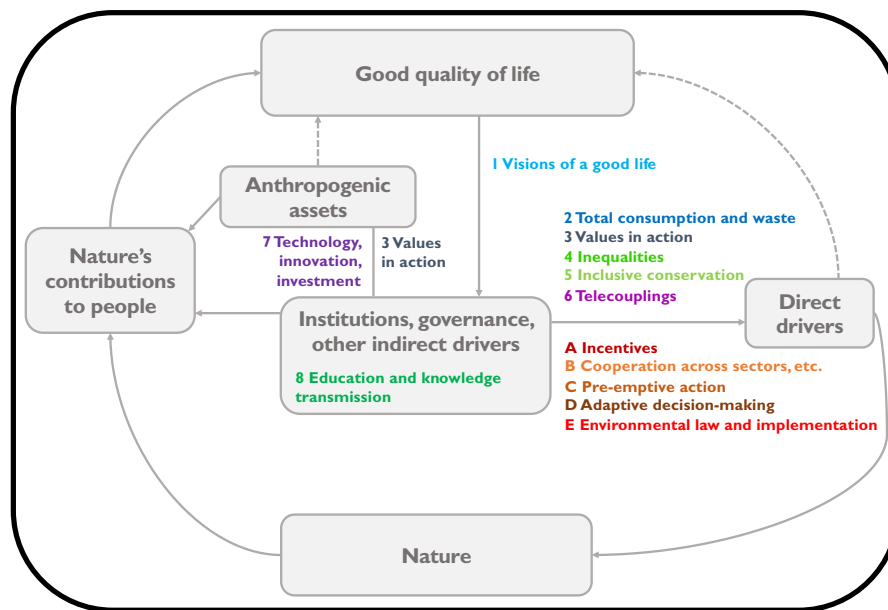 Good quality of life
1 Visions of a good life
Anthropogenic
assets
2 Total consumption and waste
3 Values in action
4 Inequalities
5 Inclusive conservation
6 Telecouplings
7 Technology,
innovation,
investment
3 Values
in action
Nature's
contributions
to people
Direct
drivers
Institutions, governance,
other indirect drivers
8 Education and knowledge
transmission
A Incentives
B Cooperation across sectors, etc.
C Pre-emptive action
D Adaptive decision-making
E Environmental law and implementation
Nature